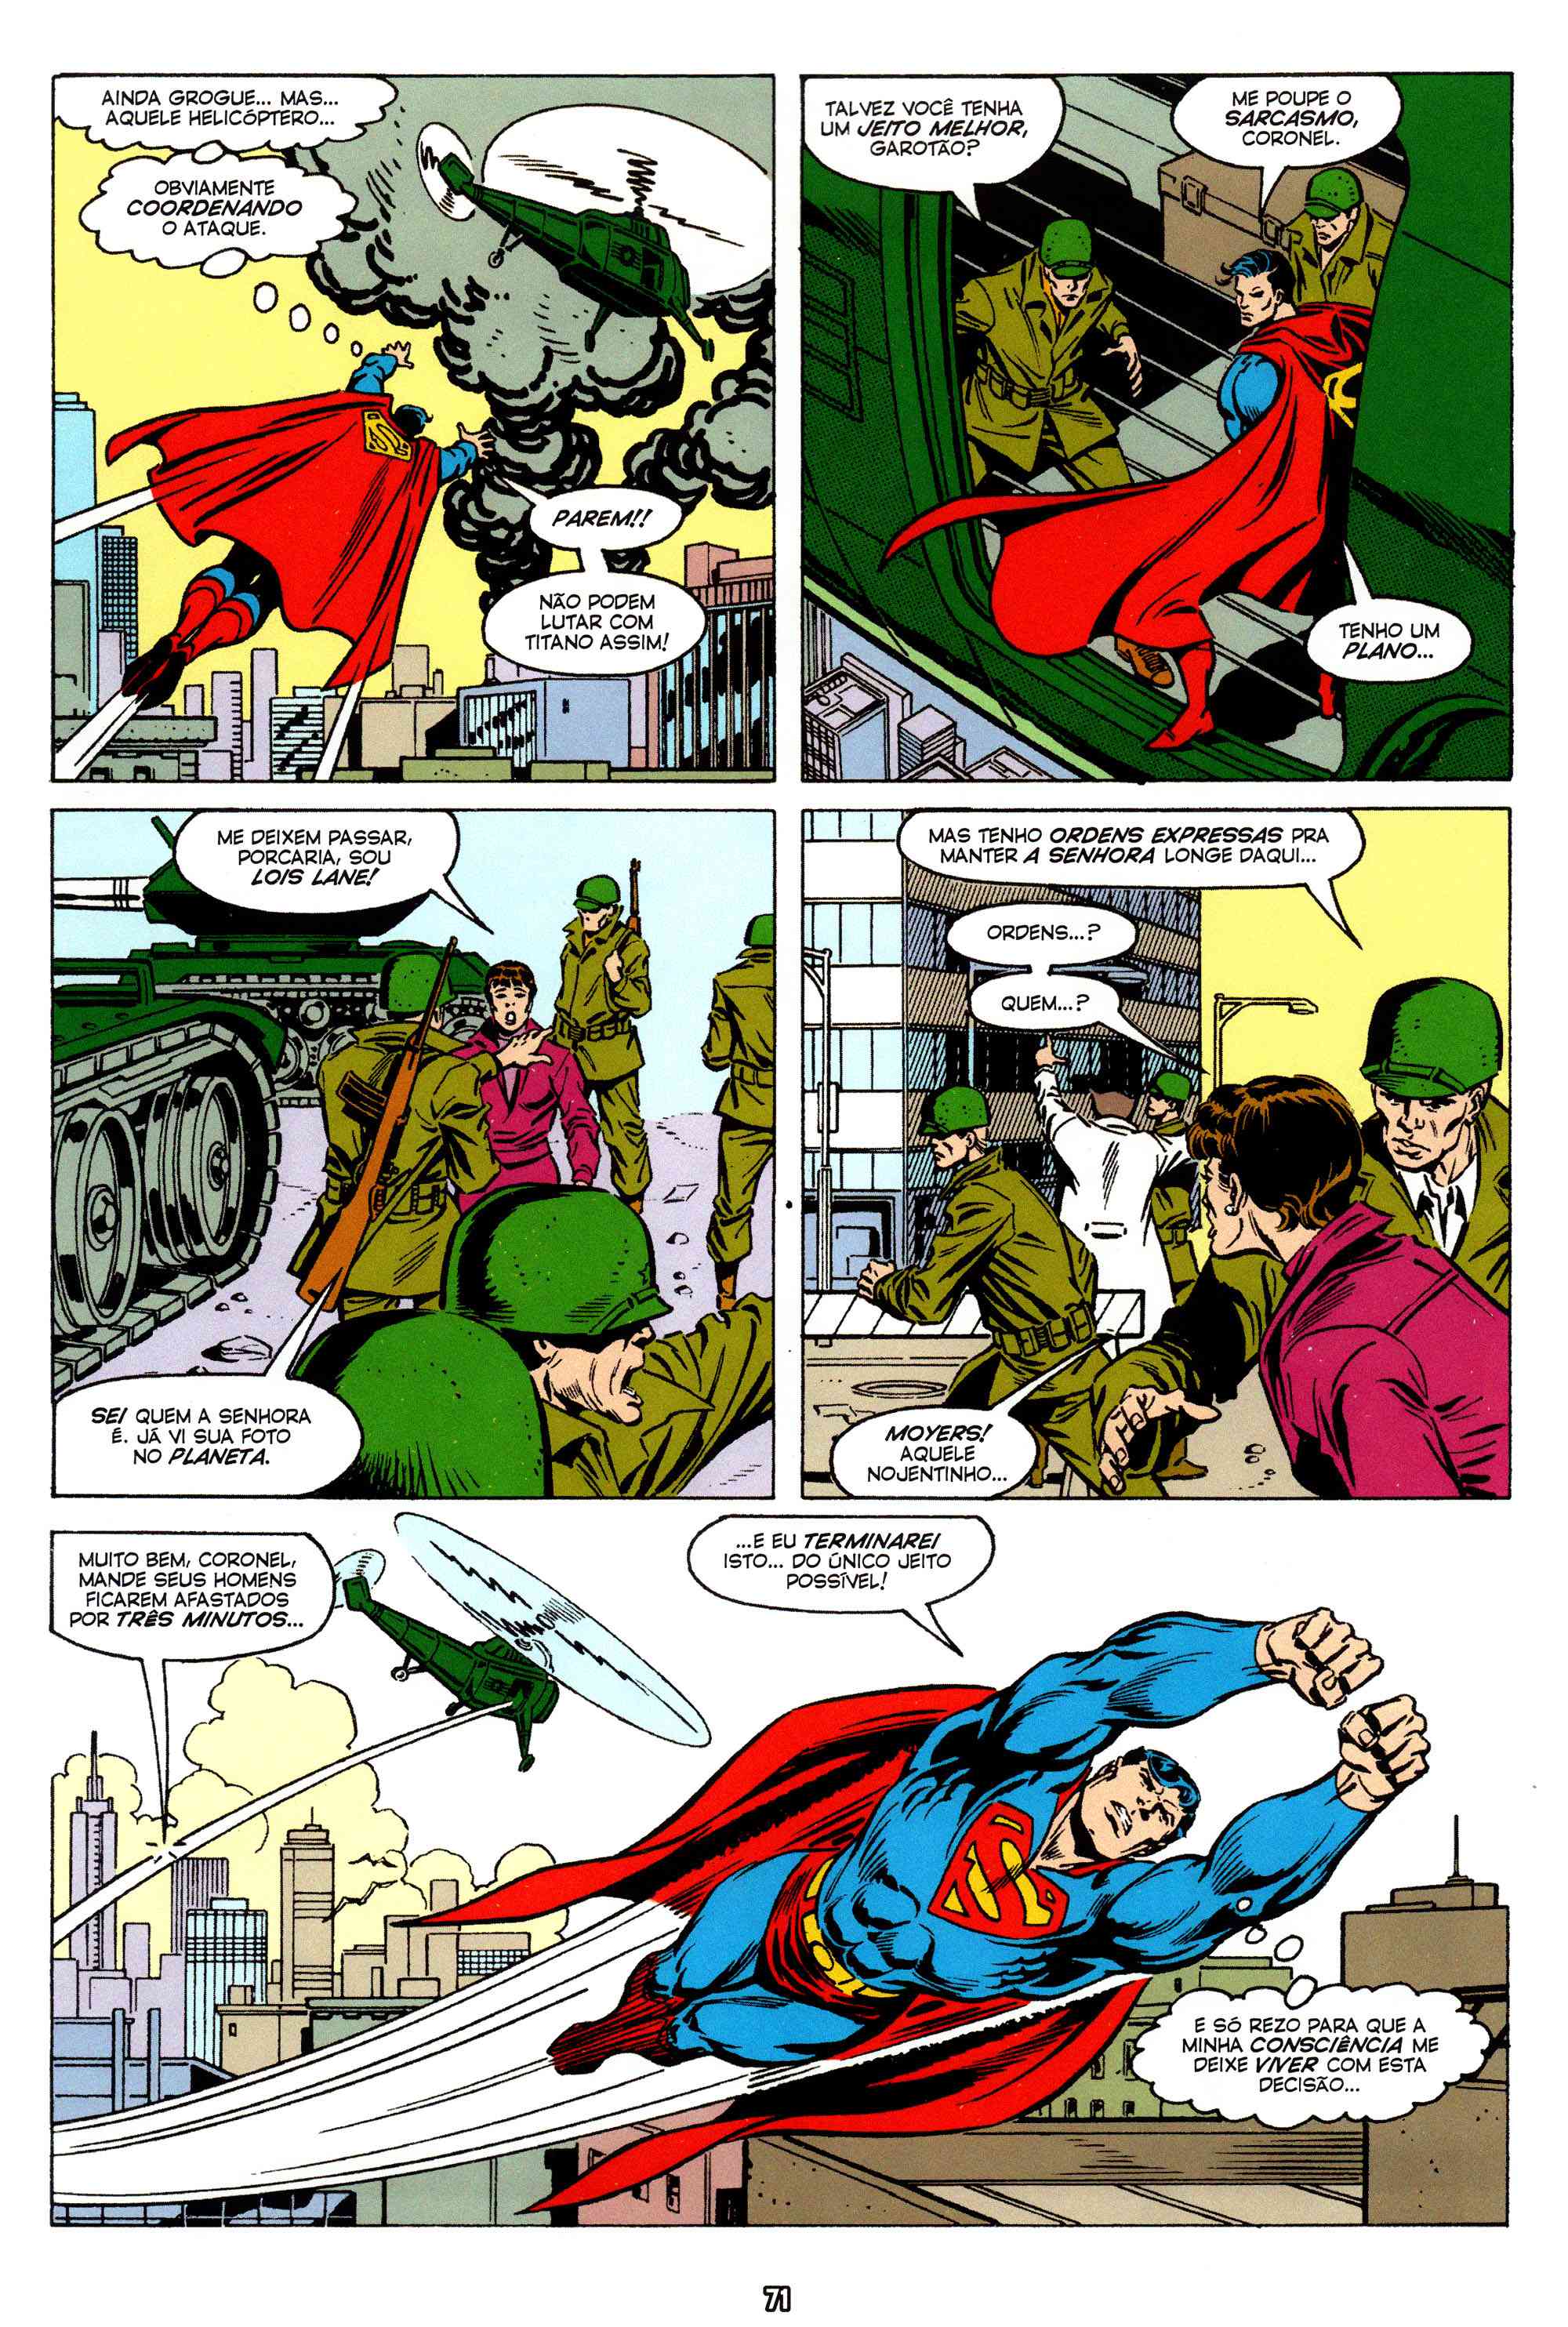 AINDA GROGUE... MAS...
AQUELE HELICÓPTERO...
OBVIAMENTE
COORDENANDO
O ATAQUE.
PAREM!!
NÃO PODEM
LUTAR COM
TITANO ASSIM!
TALVEZ VOCÊ TENHA
UM JEITO MELHOR,
GAROTÃO?
ME POUPE O
SARCASMO,
CORONEL.
TENHO UM
PLANO...
ME DEIXEM PASSAR,
PORCARIA, SOU
LOIS LANE!
SEI QUEM A SENHORA
É. JÁ VI SUA FOTO
NO PLANETA.
MAS TENHO ORDENS EXPRESSAS PRA
MANTER A SENHORA LONGE DAQUI...
ORDENS...?
QUEM...?
MOYERS!
AQUELE
NOJENTINHO...
MUITO BEM, CORONEL,
MANDE SEUS HOMENS
FICAREM AFASTADOS
POR TRÊS MINUTOS...
...E EU TERMINAREI
ISTO... DO ÚNICO JEITO
POSSÍVEL!
E SÓ REZO PARA QUE A
MINHA CONSCIÊNCIA ME
DEIXE VIVER COM ESTA
DECISÃO...
71